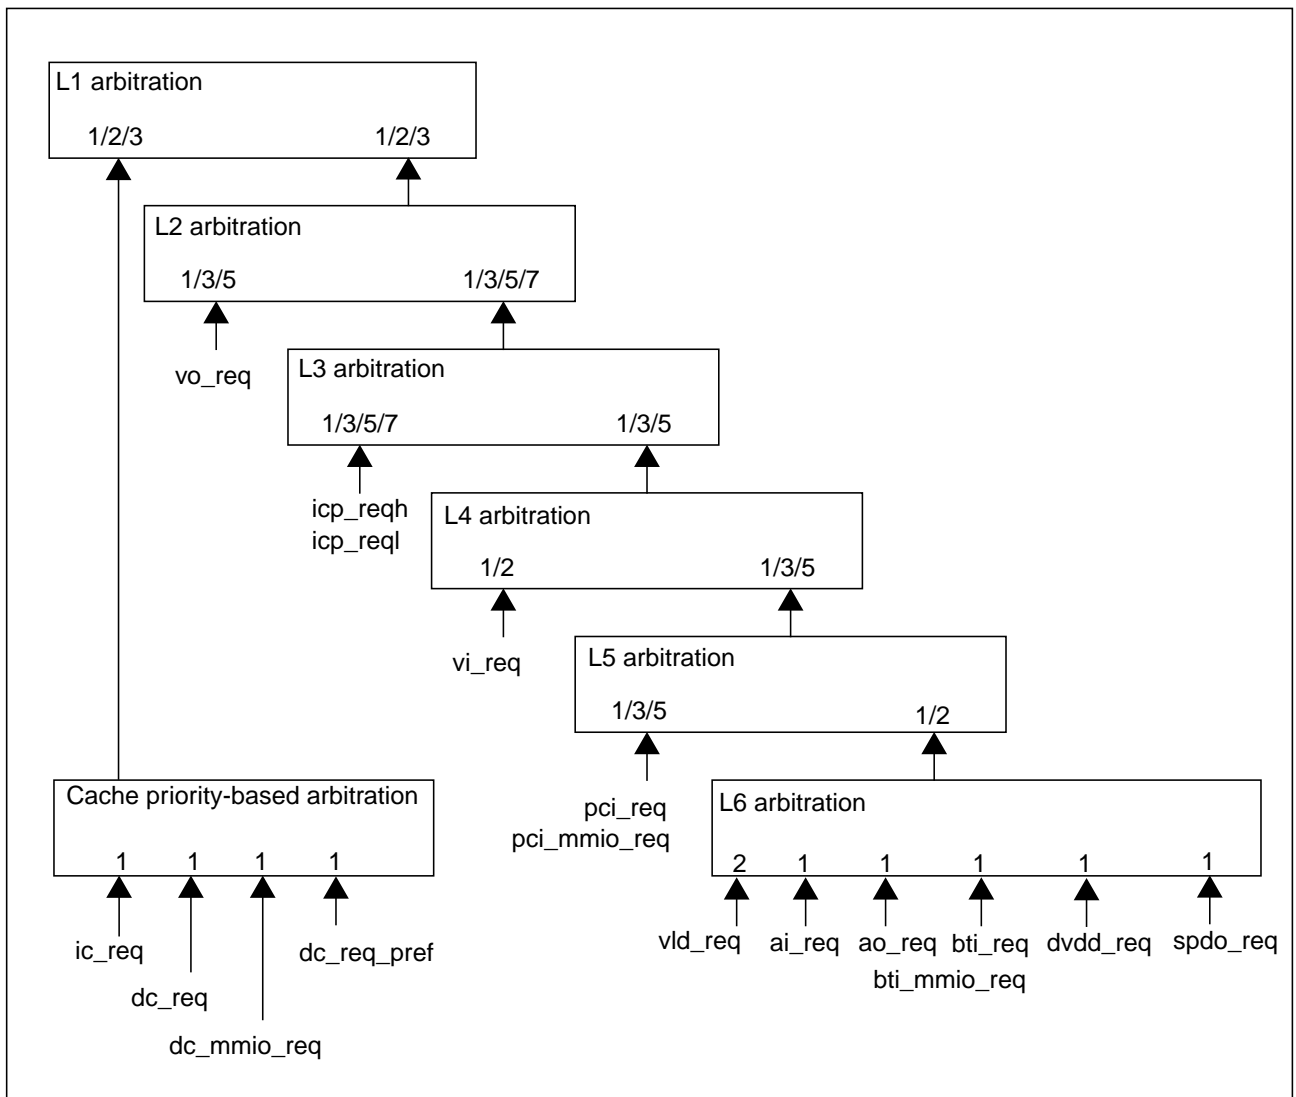 L1 arbitration
1/2/3 1/2/3
L2 arbitration
1/3/5 1/3/5/7
vo_req
L3 arbitration
1/3/5/7 1/3/5
icp_reqh
icp_reql
L4 arbitration
1/2 1/3/5
vi_req
L5 arbitration
1/3/5 1/2
pci_req
pci_mmio_req
Cache priority-based arbitration
1 1 1 1
ic_req
dc_req
dc_mmio_req
dc_req_pref
L6 arbitration
2 1 1 1 1 1
vld_req ai_req ao_req bti_req dvdd_req spdo_req
bti_mmio_req